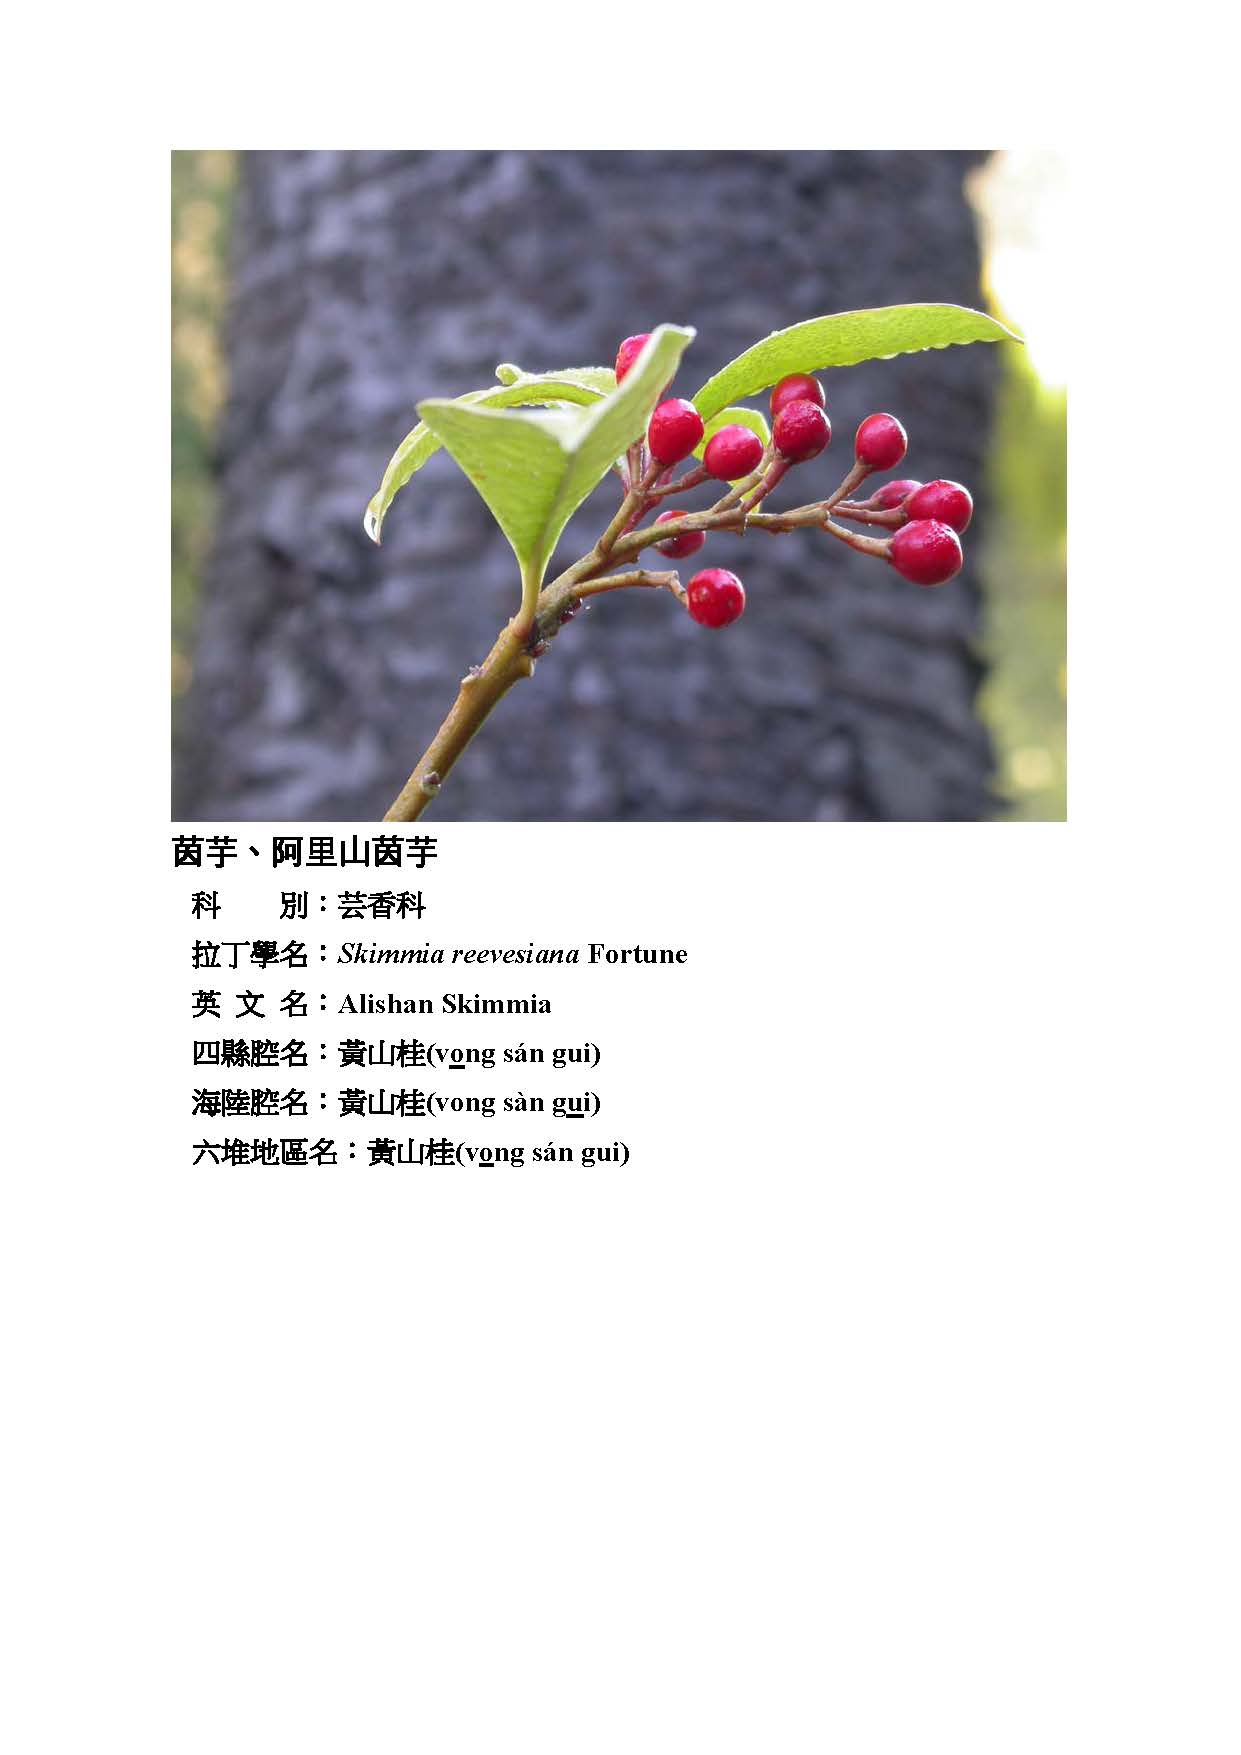 茵芋、阿里山茵芋
科　　別：芸香科
拉丁學名：Skimmia reevesiana Fortune
英 文 名：Alishan Skimmia
四縣腔名：黃山桂(vong sán gui)
海陸腔名：黃山桂(vong sàn gui)
六堆地區名：黃山桂(vong sán gui)